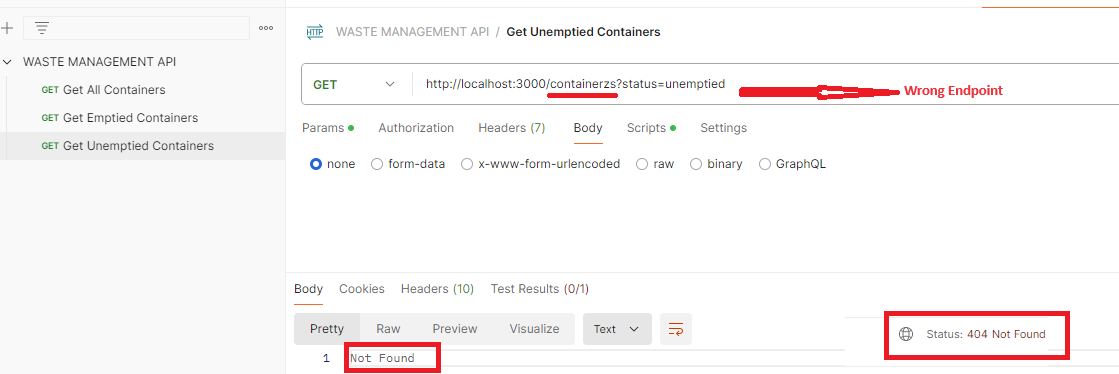 HTTP WASTE MANAGEMENT API / Get Unemptied Containers
WASTE MANAGEMENT API
GET Get All Containers
GET Get Emptied Containers
GET Get Unemptied Containers
GET http://localhost:3000/containerzs?status=unemptied Wrong Endpoint
Params Authorization Headers (7) Body Scripts Settings
none form-data x-www-form-urlencoded raw binary GraphQL
Body Cookies Headers (10) Test Results (0/1)
Pretty Raw Preview Visualize Text
Status: 404 Not Found
1 Not Found